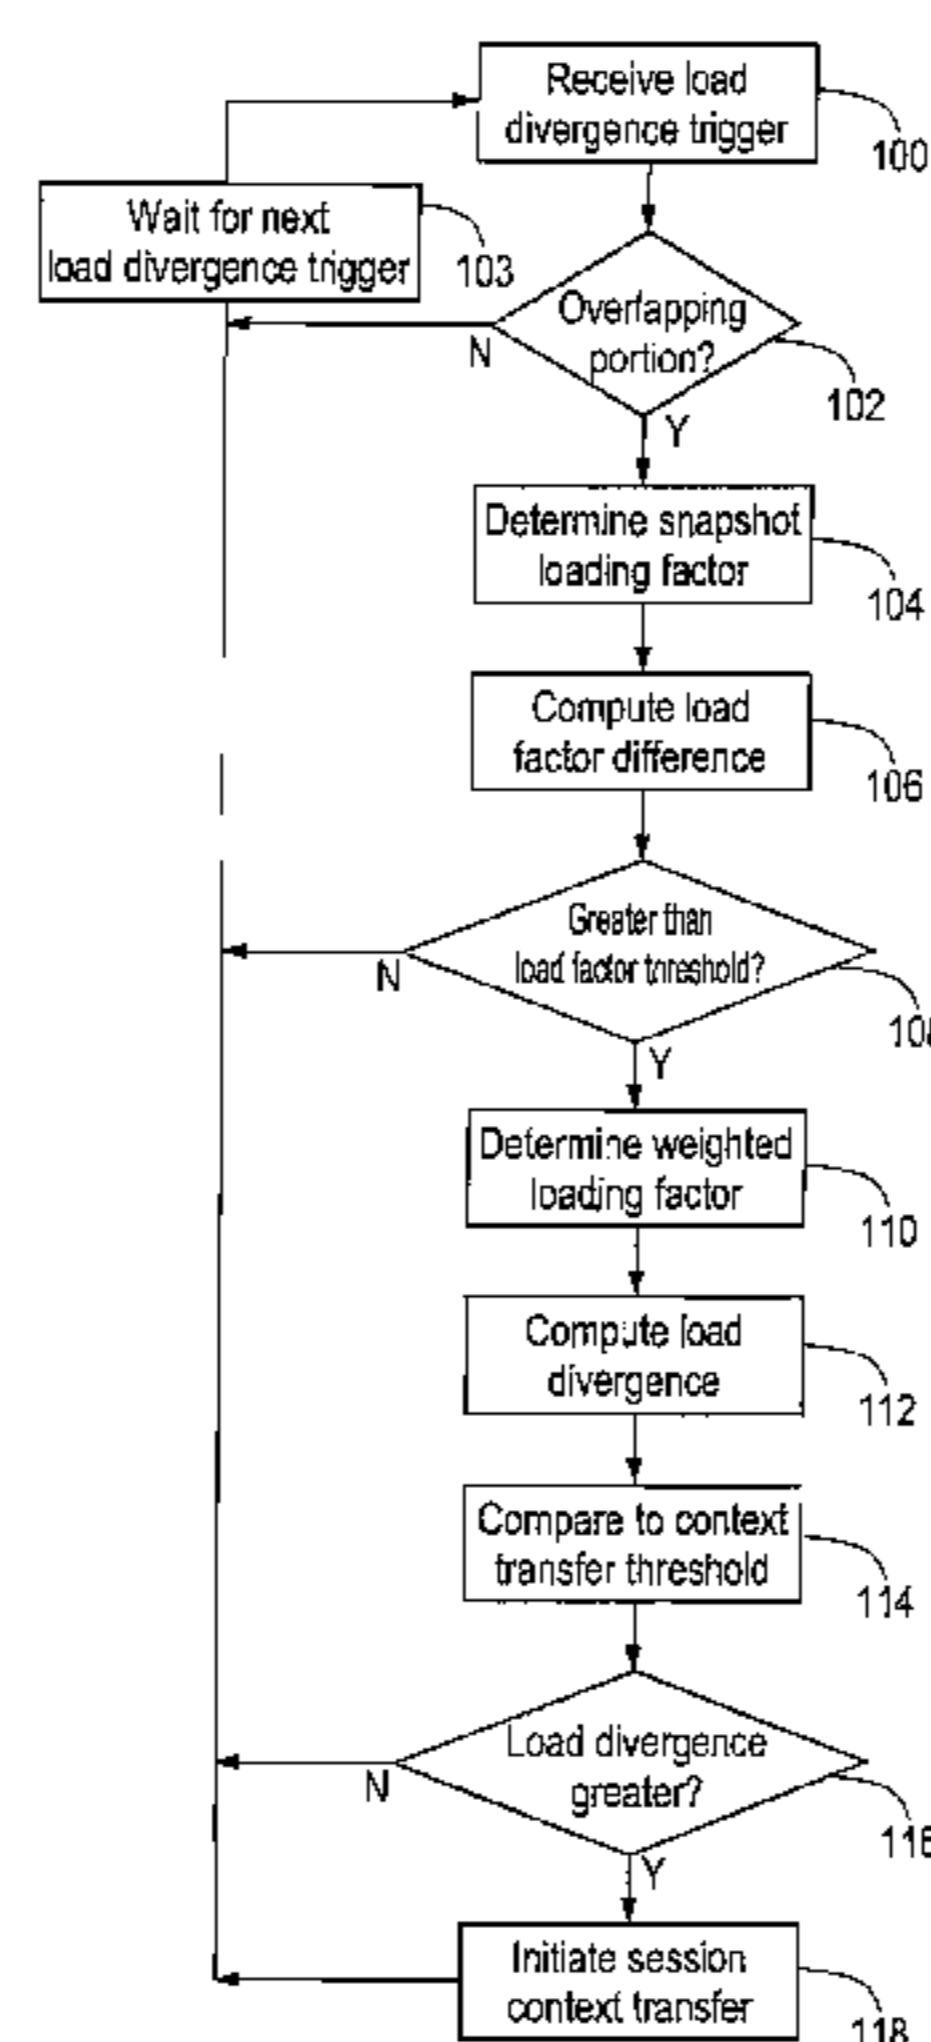 Receive load
divergence trigger
100
Wait for next
load divergence trigger
103
Overlapping
portion?
102
N
Y
Determine snapshot
loading factor
104
Compute load
factor difference
106
Greater than
load factor threshold?
N
Y
Determine weighted
loading factor
110
Compute load
divergence
112
Compare to context
transfer threshold
114
Load divergence
greater?
116
N
Y
Initiate session
context transfer
118